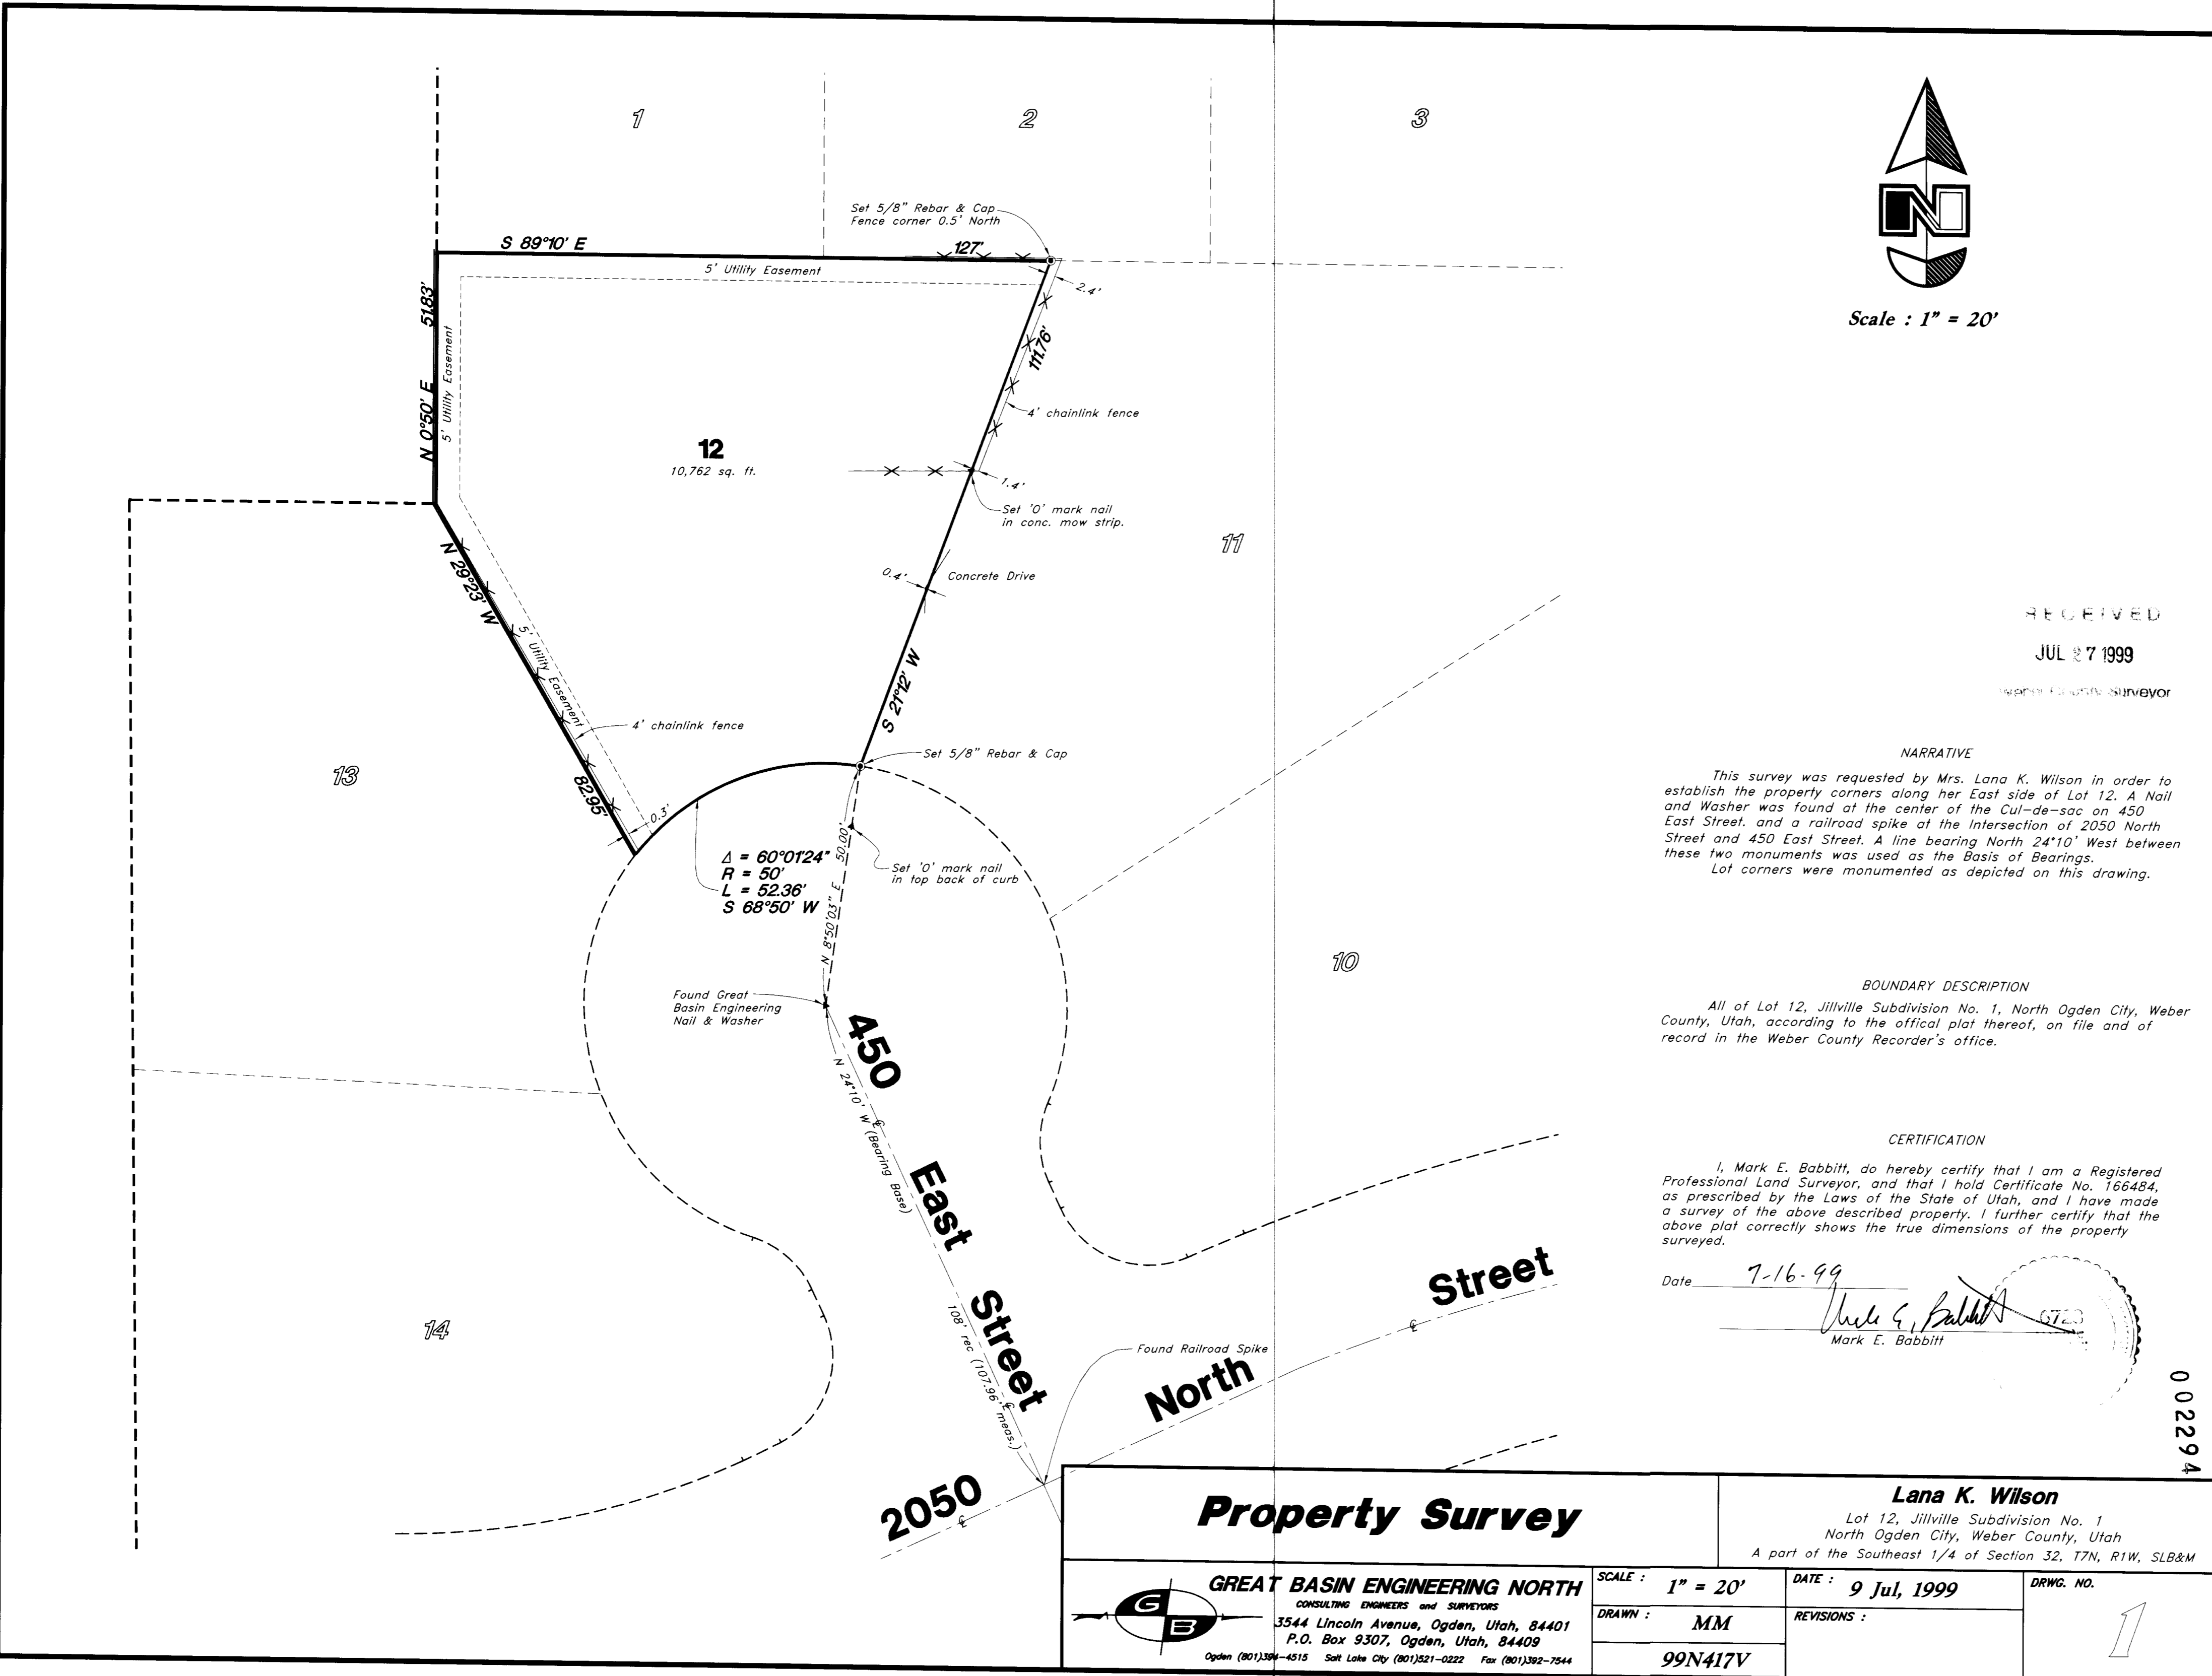 1
2
3
Set 5/8" Rebar & Cap
Fence corner 0.5' North
S 89°10' E
127'
5' Utility Easement
2.4'
51.83'
N 0°50' E
5' Utility Easement
111.76'
4' chainlink fence
12
10,762 sq. ft.
1.4'
Set 'O' mark nail
in conc. mow strip.
11
N 29°23' W
0.4'
Concrete Drive
5' Utility Easement
S 21°12' W
4' chainlink fence
Set 5/8" Rebar & Cap
13
82.95'
0.3'
Δ = 60°01'24"
R = 50'
L = 52.36'
S 68°50' W
N 8°50'03" E 50.00'
Set 'O' mark nail
in top back of curb
10
Found Great
Basin Engineering
Nail & Washer
450 East Street
N 24°10' W (Bearing Base)
108' rec (107.96' meas.)
14
Found Railroad Spike
2050 North Street
Scale : 1" = 20'
N
RECEIVED
JUL 27 1999
Weber County Surveyor
NARRATIVE
This survey was requested by Mrs. Lana K. Wilson in order to
establish the property corners along her East side of Lot 12. A Nail
and Washer was found at the center of the Cul-de-sac on 450
East Street. and a railroad spike at the Intersection of 2050 North
Street and 450 East Street. A line bearing North 24°10' West between
these two monuments was used as the Basis of Bearings.
Lot corners were monumented as depicted on this drawing.
BOUNDARY DESCRIPTION
All of Lot 12, Jillville Subdivision No. 1, North Ogden City, Weber
County, Utah, according to the offical plat thereof, on file and of
record in the Weber County Recorder's office.
CERTIFICATION
I, Mark E. Babbitt, do hereby certify that I am a Registered
Professional Land Surveyor, and that I hold Certificate No. 166484,
as prescribed by the Laws of the State of Utah, and I have made
a survey of the above described property. I further certify that the
above plat correctly shows the true dimensions of the property
surveyed.
Date 7-16-99
Mark E. Babbitt
Mark E. Babbitt
002294
Property Survey
Lana K. Wilson
Lot 12, Jillville Subdivision No. 1
North Ogden City, Weber County, Utah
A part of the Southeast 1/4 of Section 32, T7N, R1W, SLB&M
G
B
GREAT BASIN ENGINEERING NORTH
CONSULTING ENGINEERS and SURVEYORS
3544 Lincoln Avenue, Ogden, Utah, 84401
P.O. Box 9307, Ogden, Utah, 84409
Ogden (801)394-4515 Salt Lake City (801)521-0222 Fax (801)392-7544
SCALE : 1" = 20'
DRAWN : MM
99N417V
DATE : 9 Jul, 1999
REVISIONS :
DRWG. NO.
1